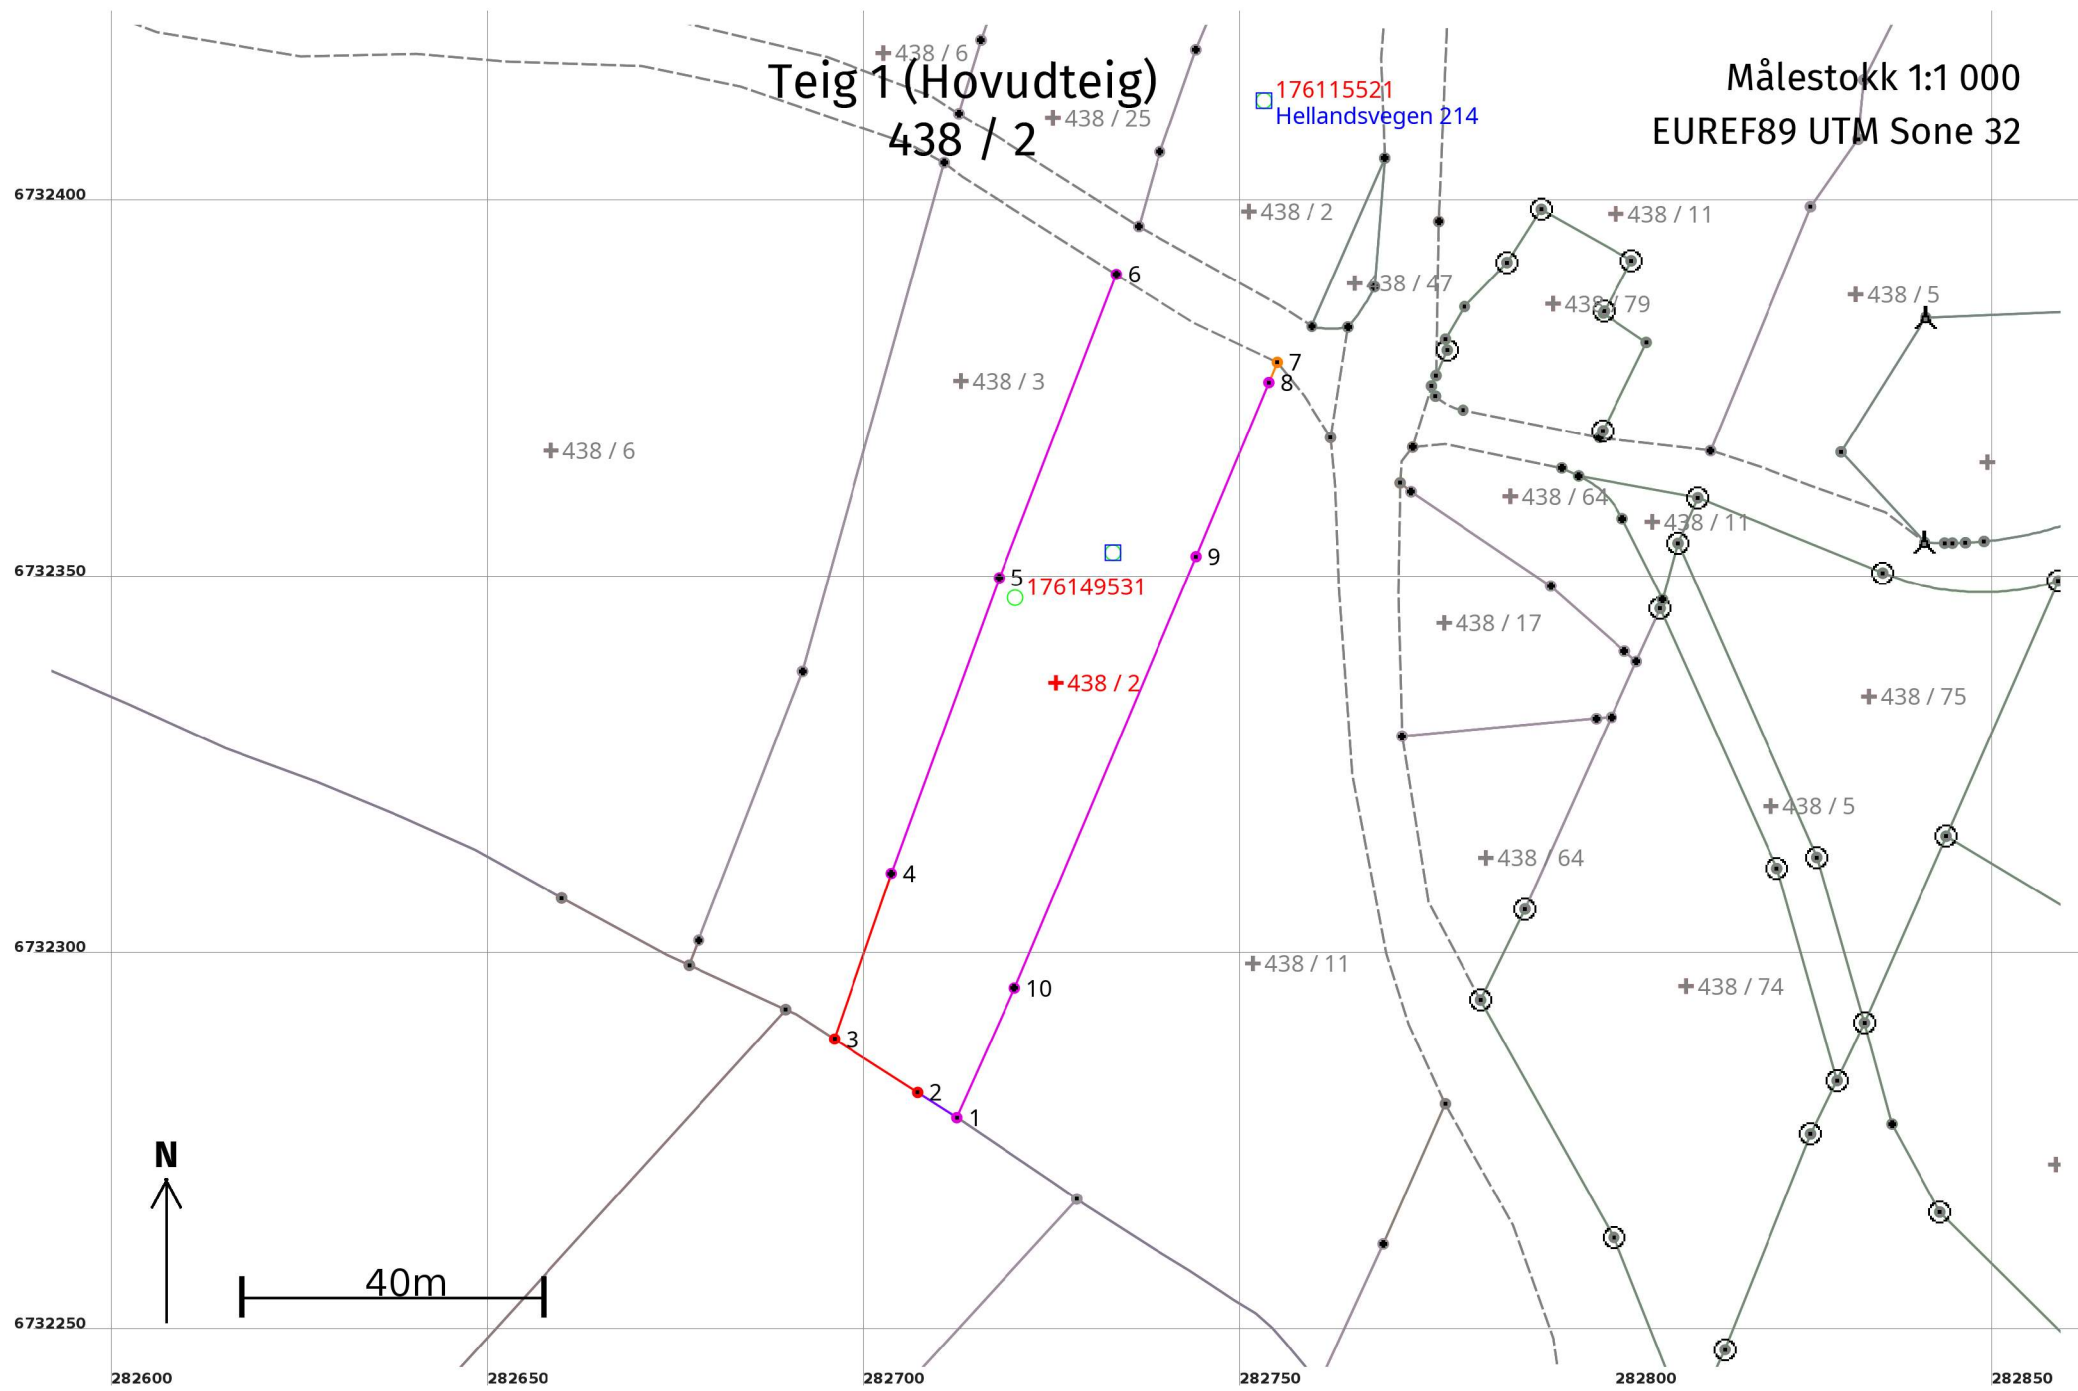 438 / 6
Teig 1 (Hovudteig)
438 / 2
438 / 25
176115521
Hellandsvegen 214
Målestokk 1:1 000
EUREF89 UTM Sone 32
6732400
438 / 2
438 / 11
438 / 47
438 / 79
438 / 5
6
7
8
438 / 3
438 / 6
438 / 64
438 / 11
9
6732350
5
176149531
438 / 17
438 / 2
438 / 75
438 / 5
438 / 64
4
6732300
438 / 11
438 / 74
10
3
2
1
N
40m
6732250
282600
282650
282700
282750
282800
282850